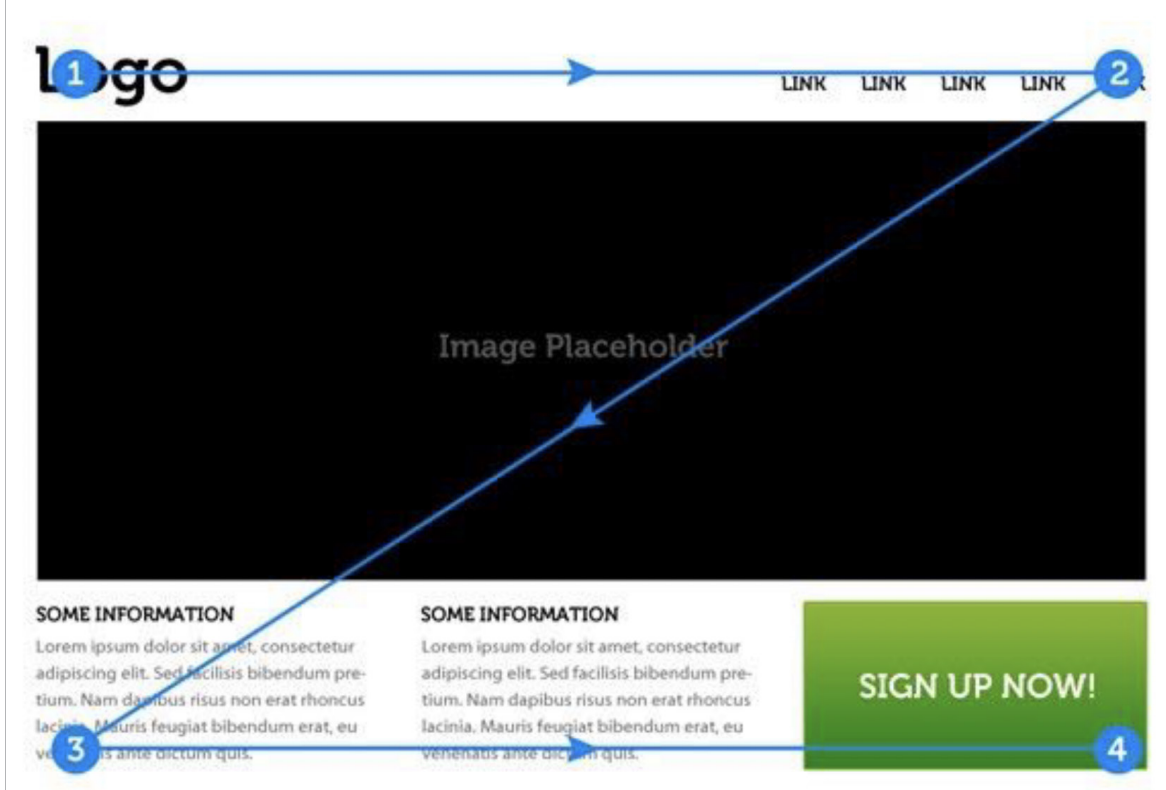 Logo
1
2
LINK LINK LINK LINK
Image Placeholder
SOME INFORMATION
Lorem ipsum dolor sit amet, consectetur
adipiscing elit. Sed facilisis bibendum pre-
tium. Nam dapibus risus non erat rhoncus
lacinia. Mauris feugiat bibendum erat, eu
venenatis ante dictum quis.
SOME INFORMATION
Lorem ipsum dolor sit amet, consectetur
adipiscing elit. Sed facilisis bibendum pre-
tium. Nam dapibus risus non erat rhoncus
lacinia. Mauris feugiat bibendum erat, eu
venenatis ante dictum quis.
SIGN UP NOW!
3
4